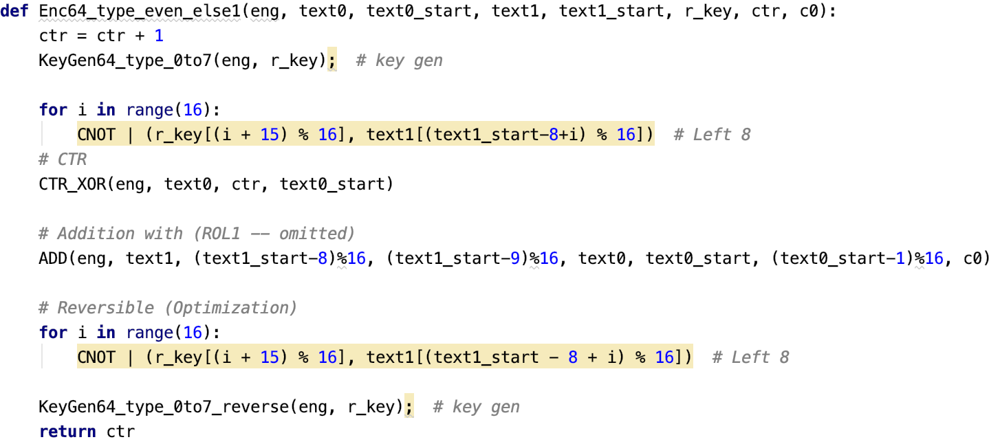 def Enc64_type_even_else1(eng, text0, text0_start, text1, text1_start, r_key, ctr, c0):
    ctr = ctr + 1
    KeyGen64_type_0to7(eng, r_key);  # key gen

    for i in range(16):
        CNOT | (r_key[(i + 15) % 16], text1[(text1_start-8+i) % 16])  # Left 8
    # CTR
    CTR_XOR(eng, text0, ctr, text0_start)

    # Addition with (ROL1 -- omitted)
    ADD(eng, text1, (text1_start-8)%16, (text1_start-9)%16, text0, text0_start, (text0_start-1)%16, c0)

    # Reversible (Optimization)
    for i in range(16):
        CNOT | (r_key[(i + 15) % 16], text1[(text1_start - 8 + i) % 16])  # Left 8

    KeyGen64_type_0to7_reverse(eng, r_key);  # key gen
    return ctr